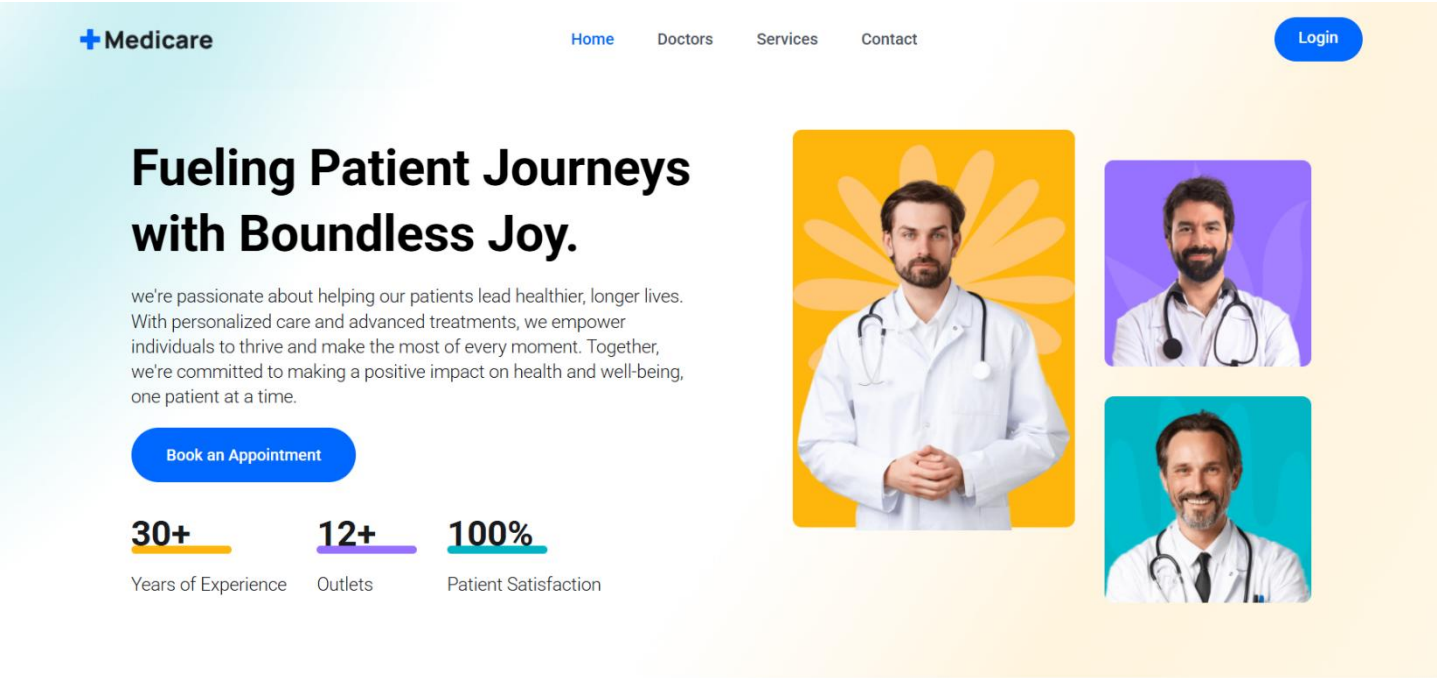 Medicare
Home Doctors Services Contact
Login
Fueling Patient Journeys
with Boundless Joy.
we're passionate about helping our patients lead healthier, longer lives.
With personalized care and advanced treatments, we empower
individuals to thrive and make the most of every moment. Together,
we're committed to making a positive impact on health and well-being,
one patient at a time.
Book an Appointment
30+ 12+ 100%
Years of Experience Outlets Patient Satisfaction